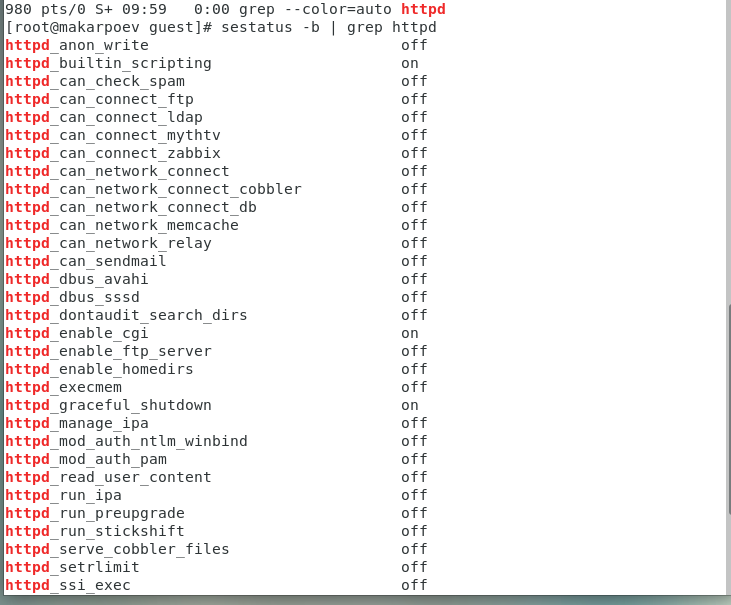 980 pts/0 S+ 09:59   0:00 grep --color=auto httpd
[root@makarpoev guest]# sestatus -b | grep httpd
httpd_anon_write                            off
httpd_builtin_scripting                     on
httpd_can_check_spam                        off
httpd_can_connect_ftp                       off
httpd_can_connect_ldap                      off
httpd_can_connect_mythtv                    off
httpd_can_connect_zabbix                    off
httpd_can_network_connect                   off
httpd_can_network_connect_cobbler           off
httpd_can_network_connect_db                off
httpd_can_network_memcache                  off
httpd_can_network_relay                     off
httpd_can_sendmail                          off
httpd_dbus_avahi                            off
httpd_dbus_sssd                             off
httpd_dontaudit_search_dirs                 off
httpd_enable_cgi                            on
httpd_enable_ftp_server                     off
httpd_enable_homedirs                       off
httpd_execmem                               off
httpd_graceful_shutdown                     on
httpd_manage_ipa                            off
httpd_mod_auth_ntlm_winbind                 off
httpd_mod_auth_pam                          off
httpd_read_user_content                     off
httpd_run_ipa                               off
httpd_run_preupgrade                        off
httpd_run_stickshift                        off
httpd_serve_cobbler_files                   off
httpd_setrlimit                             off
httpd_ssi_exec                              off